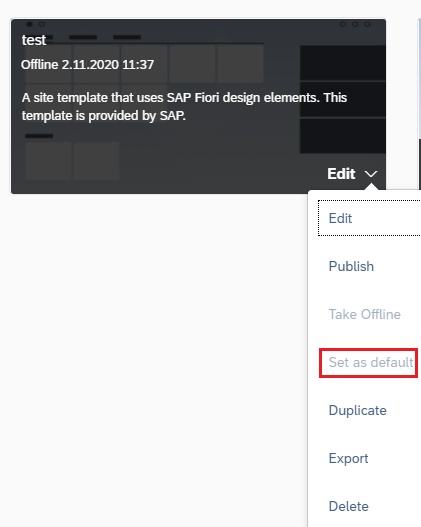 test
Offline 2.11.2020 11:37
A site template that uses SAP Fiori design elements. This
template is provided by SAP.
Edit
Edit
Publish
Take Offline
Set as default
Duplicate
Export
Delete